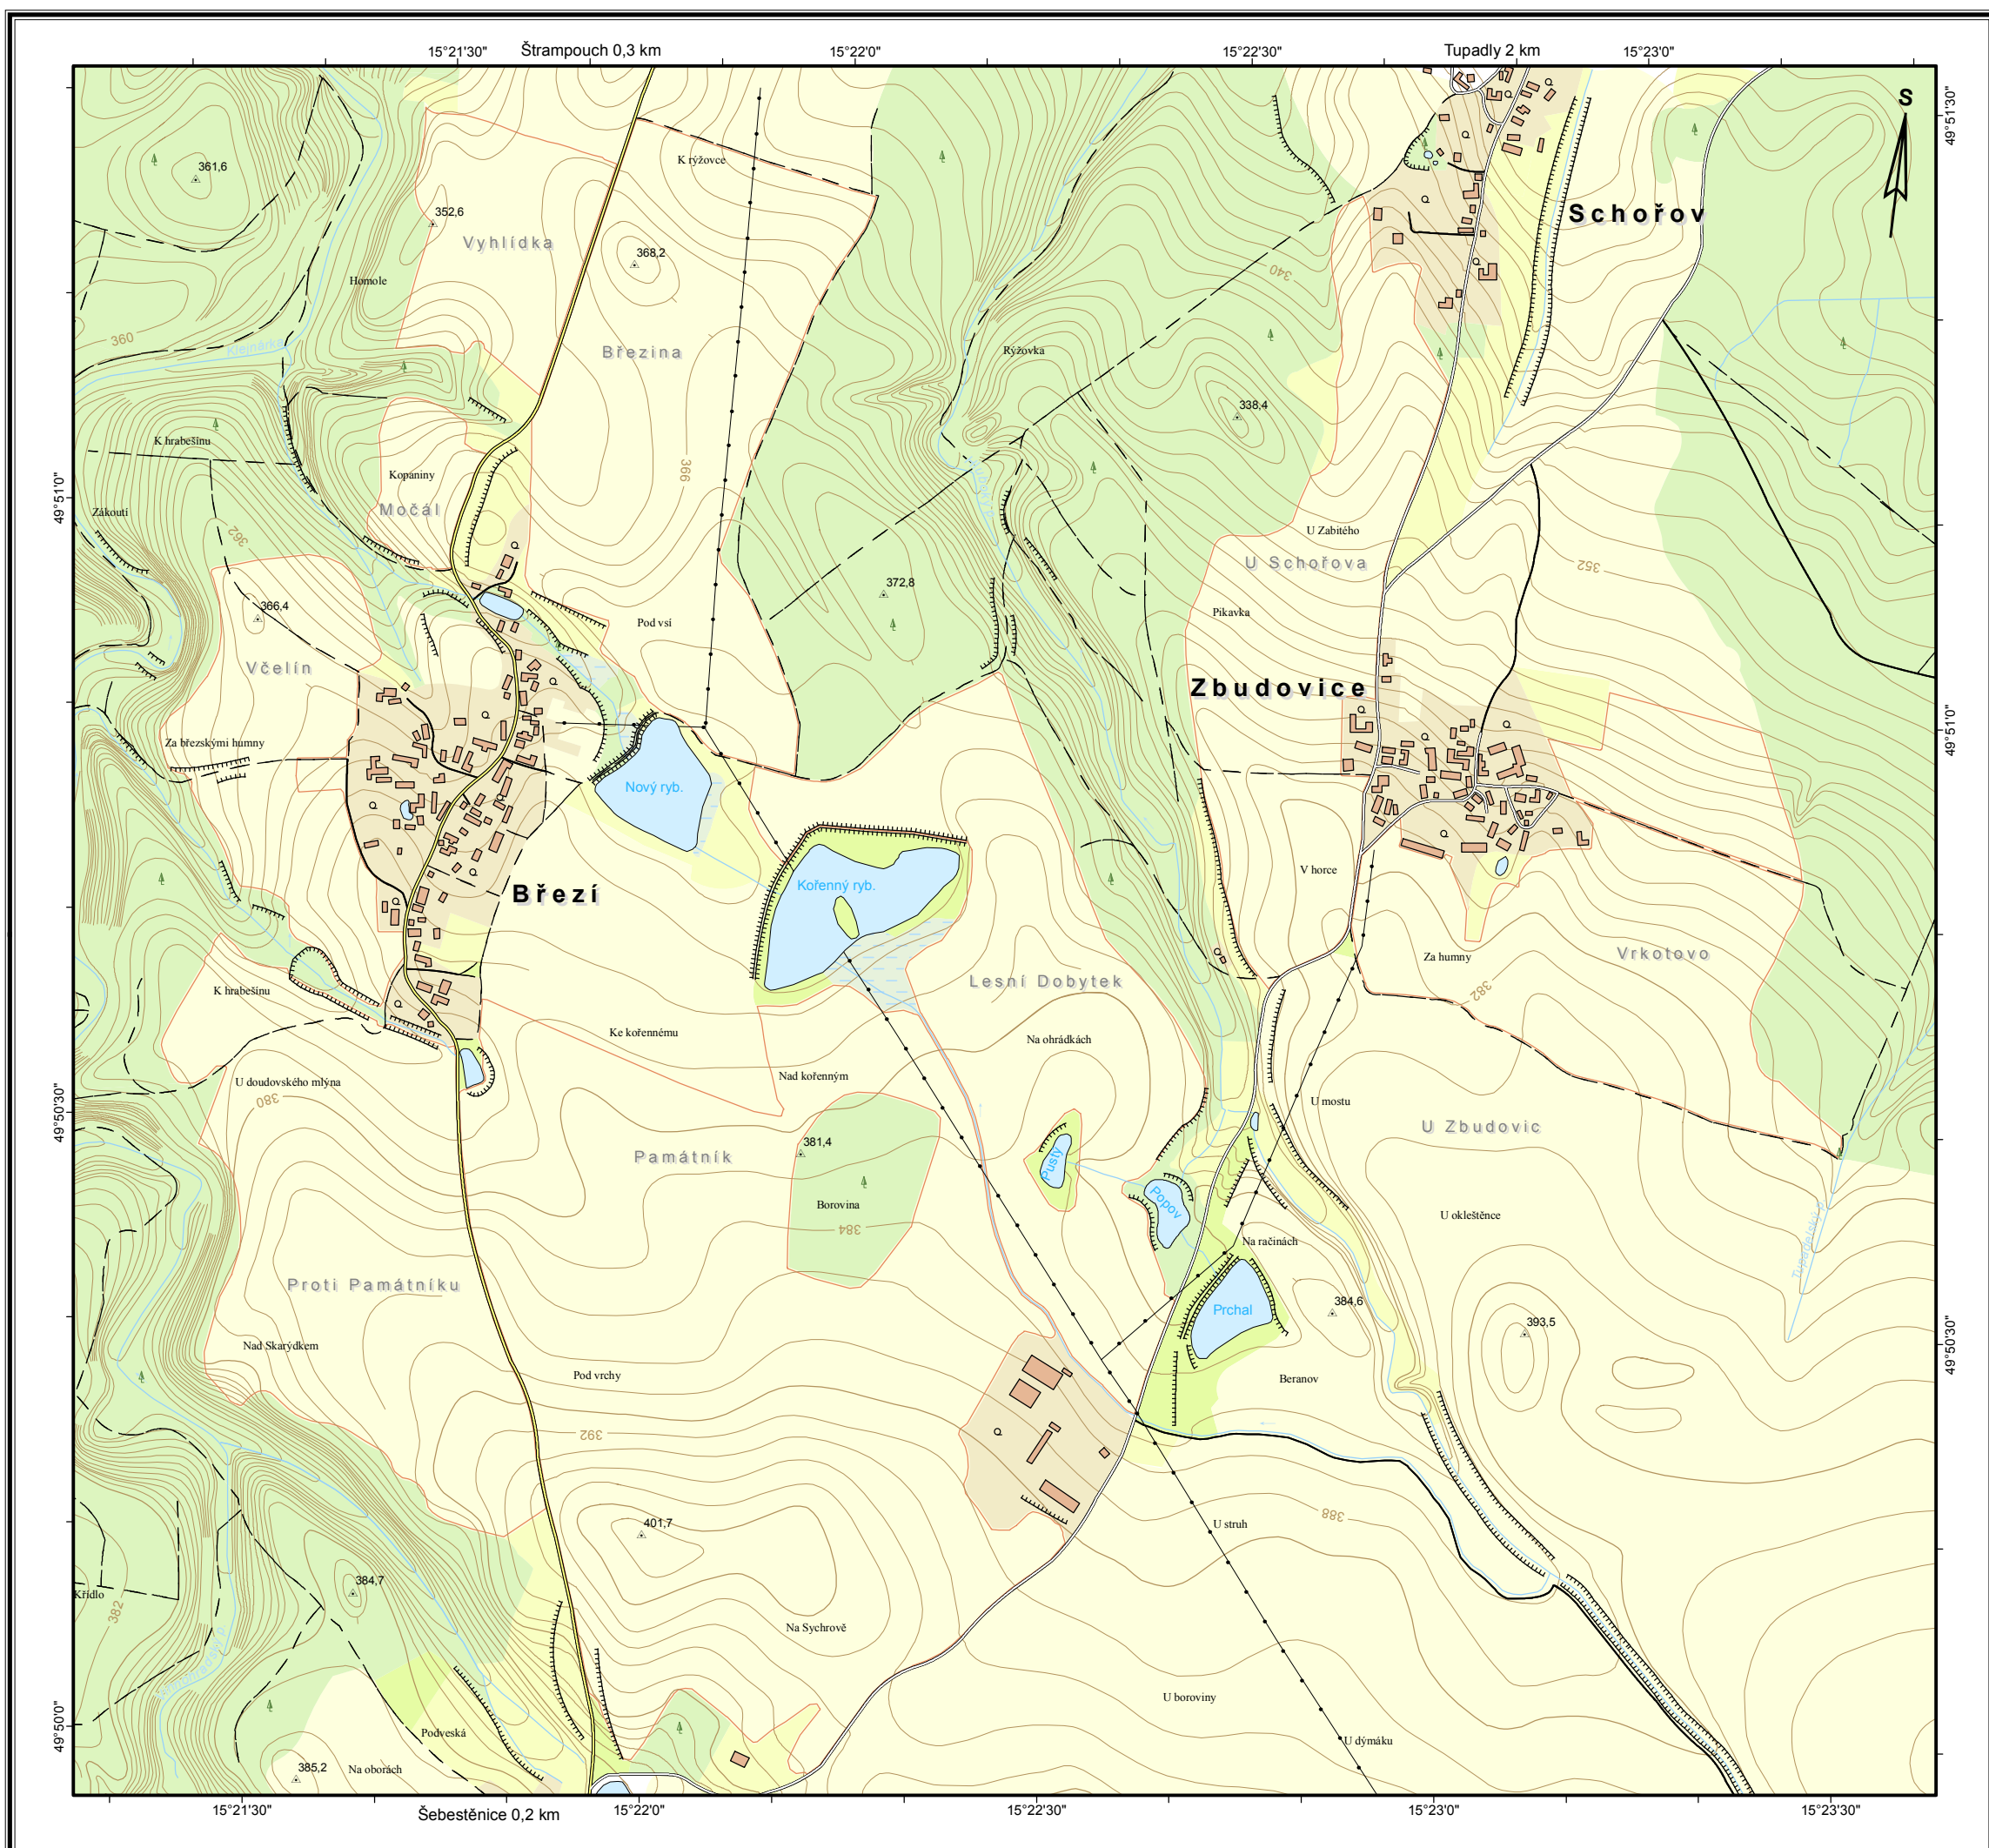 15°21'30"
Štrampouch 0,3 km
15°22'0"
15°22'30"
Tupadly 2 km
15°23'0"
S
49°51'30"
361,6
K rýžovce
352,6
Vyhlídka
368,2
Schořov
Homole
340
360
Klejnárka
Březina
Rýžovka
338,4
K hrabešínu
366
Kopaniny
49°51'0"
Močál
Zákoutí
362
U Zabitého
U Schořova
352
372,8
366,4
Pikavka
Pod vsí
Včelín
Zbudovice
Za březskými humny
49°51'0"
Nový ryb.
Kořenný ryb.
V horce
Březí
Za humny
Vrkotovo
Lesní Dobytek
K hrabešínu
382
Ke kořennému
Na ohrádkách
Nad kořenným
U doudovského mlýna
380
49°50'30"
U mostu
U Zbudovic
381,4
Památník
Pustý
Popov
Borovina
384
U okleštěnce
Na račinách
Tupadelský p.
Proti Památníku
Prchal
384,6
393,5
Nad Skarýdkem
49°50'30"
Pod vrchy
Beranov
392
388
401,7
U struh
384,7
Křídlo
382
Na Sychrově
U boroviny
49°50'0"
Podveská
U dýmáku
385,2
Na oborách
15°21'30"
Šebestěnice 0,2 km
15°22'0"
15°22'30"
15°23'0"
15°23'30"